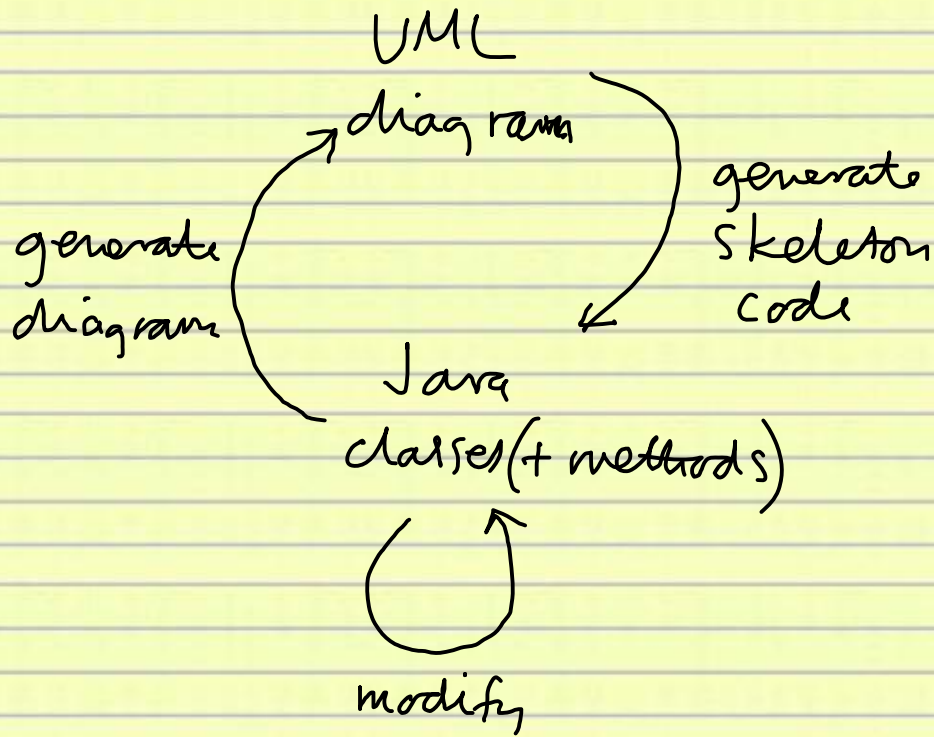 UML
diagram
generate
skeleton
code
generate
diagram
Java
classes (+ methods)
modify